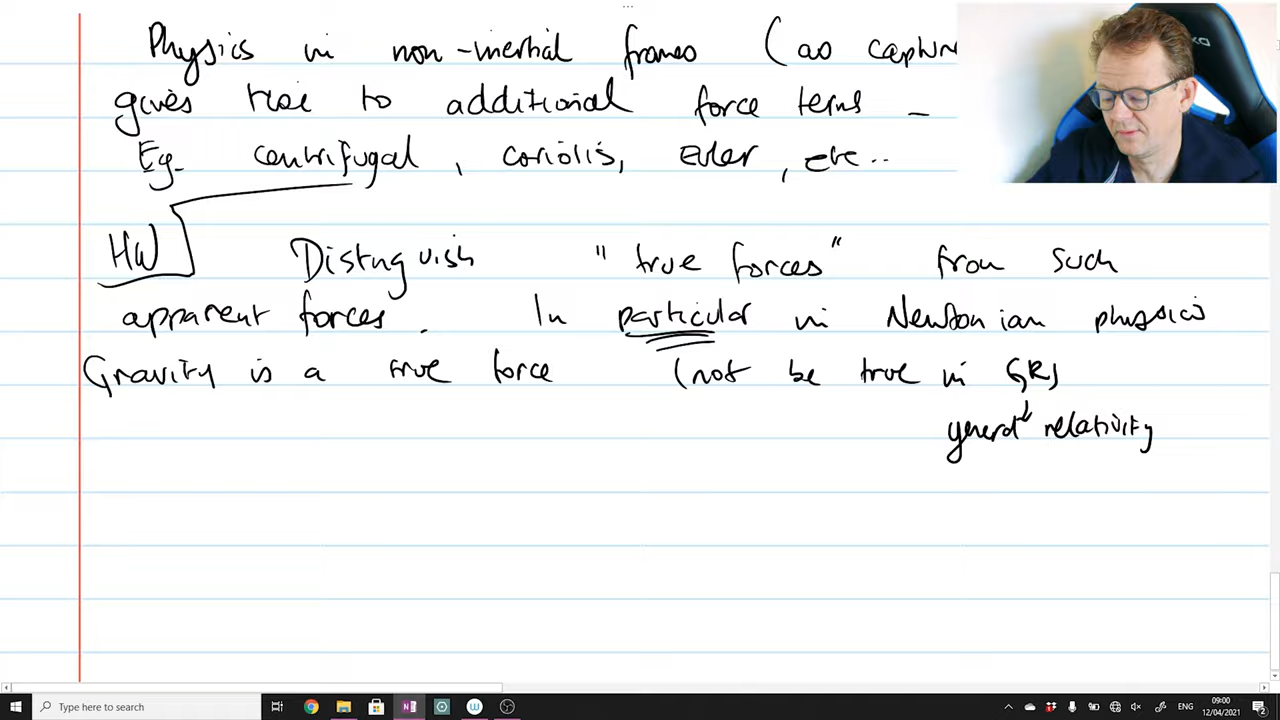 Physics in non-inertial frames (as capture
gives rise to additional force terms –
Eg. centrifugal, coriolis, Euler, etc..
HW Distinguish "true forces" from such
apparent forces. In particular in Newtonian physics
Gravity is a true force (not be true in GR)
general relativity
Type here to search
ENG
09:00
12/04/2021